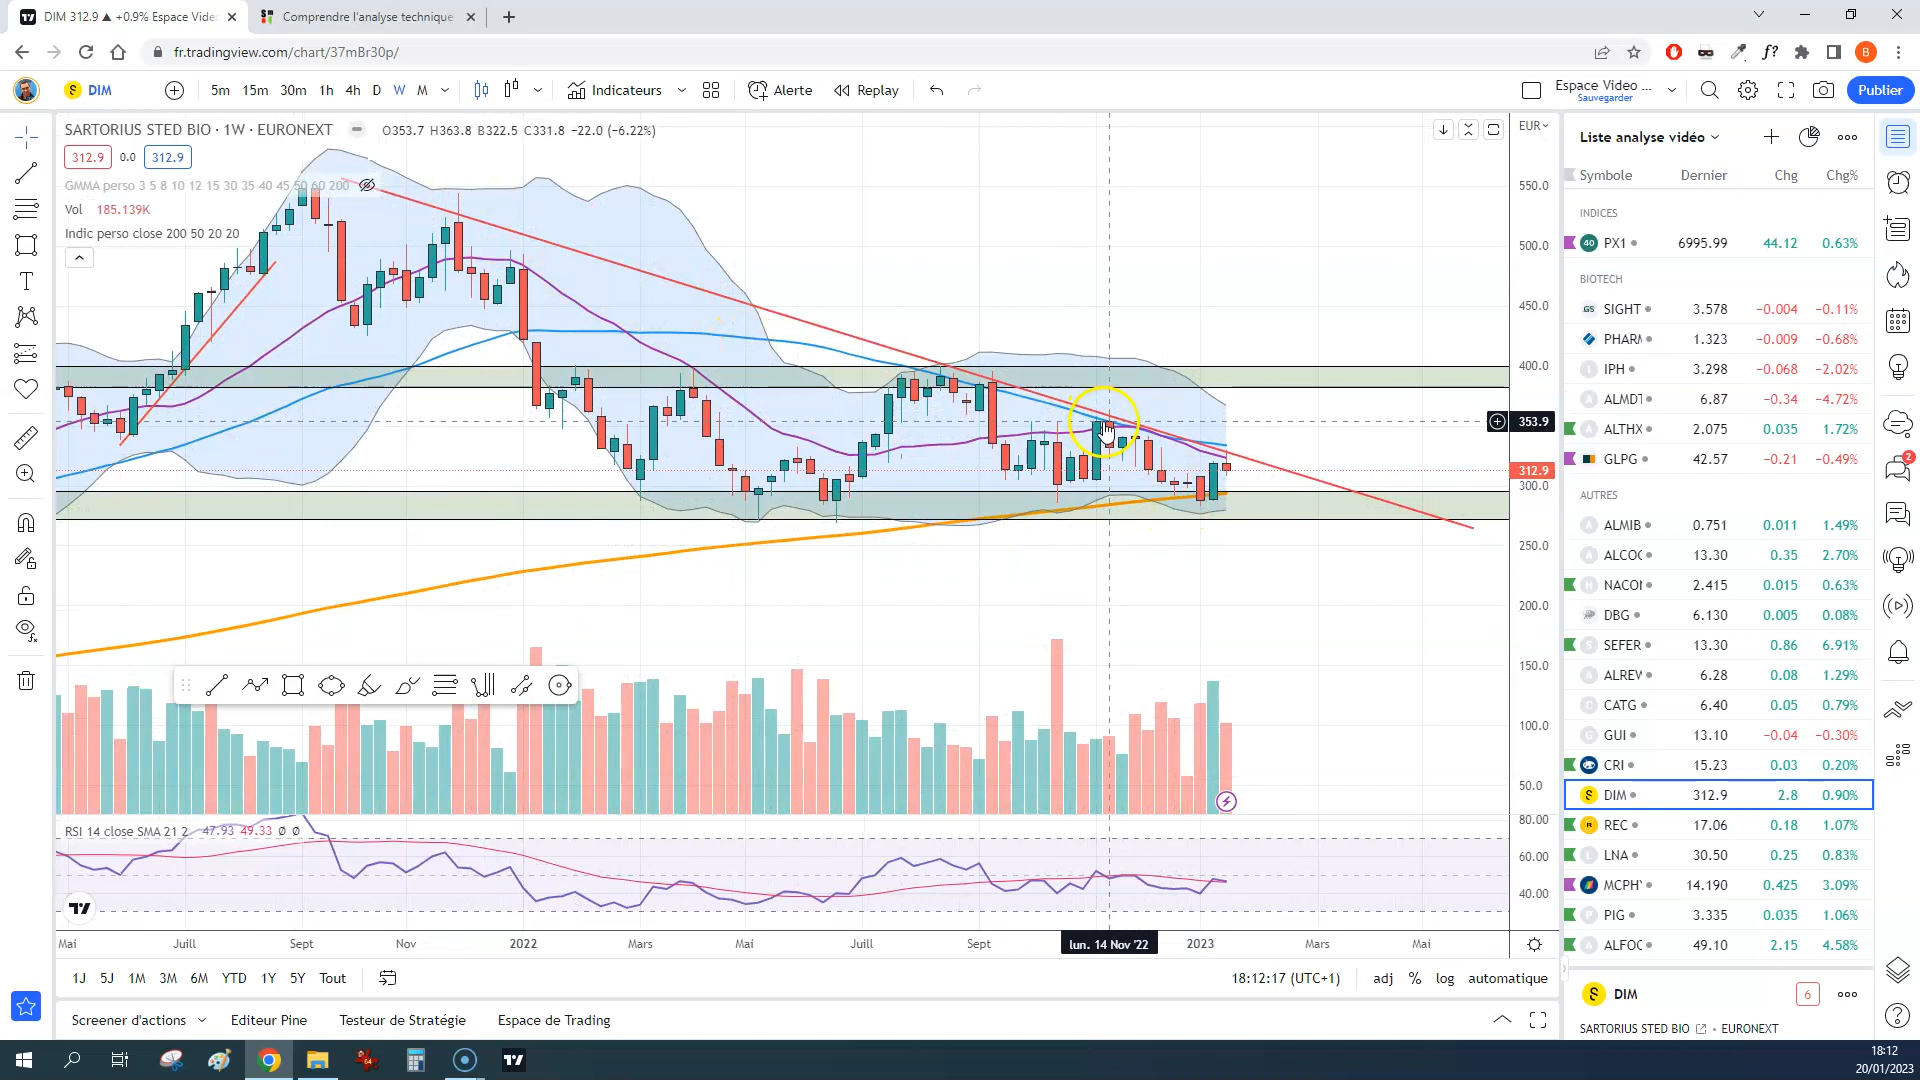 DIM 312.9 ▲ +0.9% Espace Vide
Comprendre l'analyse technique
fr.tradingview.com/chart/37mBr30p/
DIM
5m 15m 30m 1h 4h D W M
Indicateurs
Alerte
Replay
Espace Video ...
Sauvegarder
Publier
SARTORIUS STED BIO · 1W · EURONEXT
O353.7 H363.8 B322.5 C331.8 −22.0 (−6.22%)
312.9 0.0 312.9
GMMA perso 3 5 8 10 12 15 30 35 40 45 50 60 200
Vol 185.139K
Indic perso close 200 50 20 20
EUR
550.0
500.0
450.0
400.0
353.9
312.9
300.0
250.0
200.0
150.0
100.0
50.0
RSI 14 close SMA 21 2 47.93 49.33 Ø Ø
80.00
60.00
40.00
Mai Juill Sept Nov 2022 Mars Mai Juill Sept lun. 14 Nov '22 2023 Mars Mai
1J 5J 1M 3M 6M YTD 1Y 5Y Tout
18:12:17 (UTC+1) adj % log automatique
Screener d'actions Editeur Pine Testeur de Stratégie Espace de Trading
Liste analyse vidéo
Symbole Dernier Chg Chg%
INDICES
40 PX1 6995.99 44.12 0.63%
BIOTECH
GS SIGHT 3.578 −0.004 −0.11%
PHARM 1.323 −0.009 −0.68%
I IPH 3.298 −0.068 −2.02%
A ALMDT 6.87 −0.34 −4.72%
A ALTHX 2.075 0.035 1.72%
GLPG 42.57 −0.21 −0.49%
AUTRES
A ALMIB 0.751 0.011 1.49%
A ALCOC 13.30 0.35 2.70%
N NACON 2.415 0.015 0.63%
DBG 6.130 0.005 0.08%
S SEFER 13.30 0.86 6.91%
A ALREW 6.28 0.08 1.29%
C CATG 6.40 0.05 0.79%
G GUI 13.10 −0.04 −0.30%
CRI 15.23 0.03 0.20%
DIM 312.9 2.8 0.90%
R REC 17.06 0.18 1.07%
L LNA 30.50 0.25 0.83%
MCPHY 14.190 0.425 3.09%
P PIG 3.335 0.035 1.06%
A ALFOC 49.10 2.15 4.58%
DIM
6
SARTORIUS STED BIO · EURONEXT
2
B
f?
18:12
20/01/2023